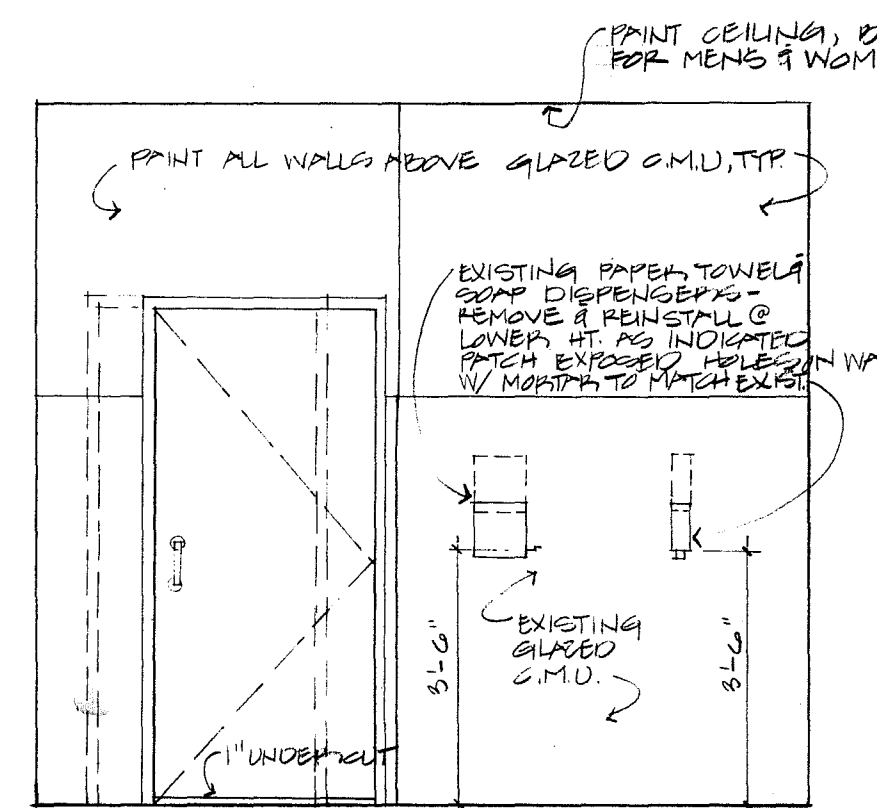 PAINT CEILING, B
FOR MENS & WOM
PAINT ALL WALLS ABOVE GLAZED C.M.U, TYP.
EXISTING PAPER TOWEL &
SOAP DISPENSERS -
REMOVE & REINSTALL @
LOWER HT. AS INDICATED
PATCH EXPOSED HOLES IN WA
W/ MORTAR TO MATCH EXIST.
EXISTING
GLAZED
C.M.U.
3'-6"
3'-6"
1" UNDERCUT